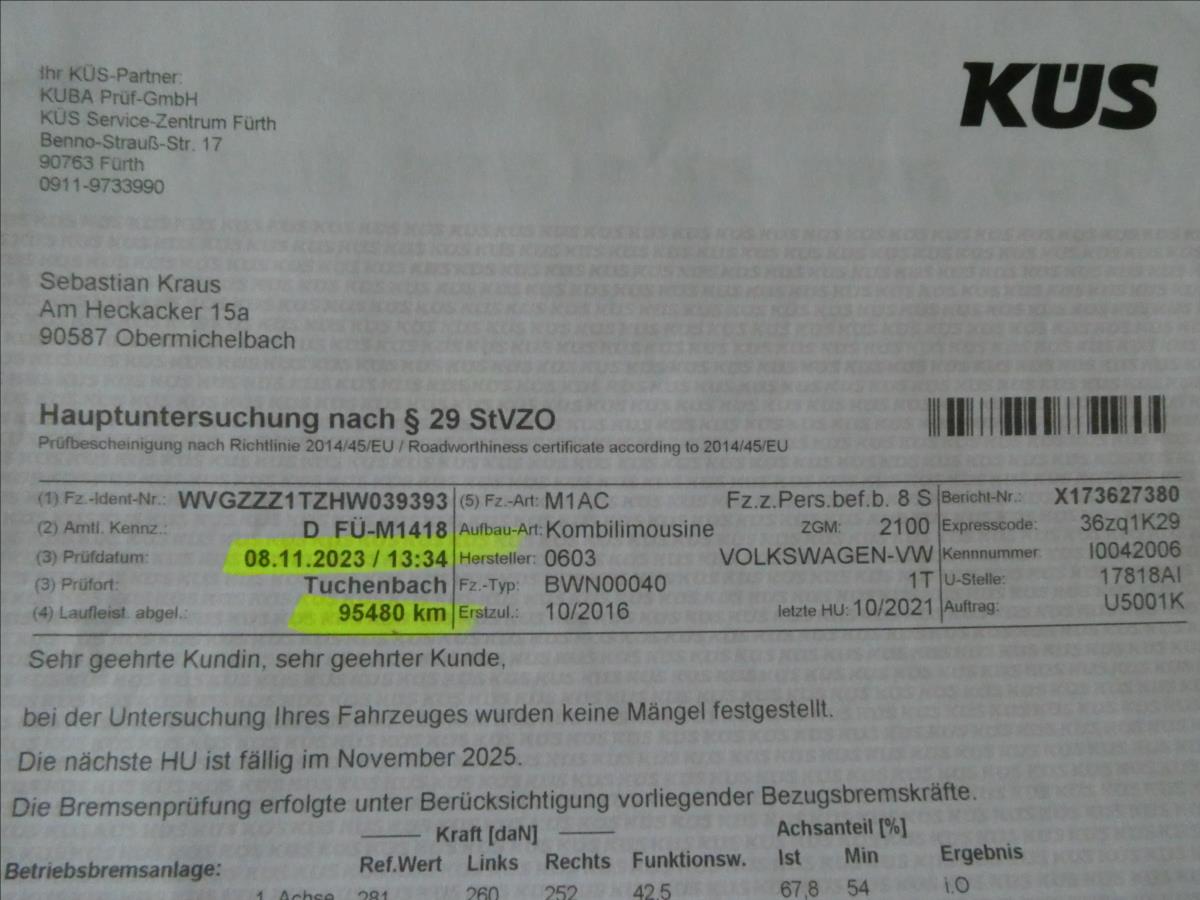 KÜS
Ihr KÜS-Partner:
KUBA Prüf-GmbH
KÜS Service-Zentrum Fürth
Benno-Strauß-Str. 17
90763 Fürth
0911-9733990
Sebastian Kraus
Am Heckacker 15a
90587 Obermichelbach
Hauptuntersuchung nach § 29 StVZO
Prüfbescheinigung nach Richtlinie 2014/45/EU / Roadworthiness certificate according to 2014/45/EU
(1) Fz.-Ident-Nr.: WVGZZZ1TZHW039393 (5) Fz.-Art: M1AC Fz.z.Pers.bef.b. 8 S Bericht-Nr.: X173627380
(2) Amtl. Kennz.: D FÜ-M1418 Aufbau-Art: Kombilimousine ZGM: 2100 Expresscode: 36zq1K29
(3) Prüfdatum: 08.11.2023 / 13:34 Hersteller: 0603 VOLKSWAGEN-VW Kennnummer: I0042006
(3) Prüfort: Tuchenbach Fz.-Typ: BWN00040 1T U-Stelle: 17818AI
(4) Laufleist. abgel.: 95480 km Erstzul.: 10/2016 letzte HU: 10/2021 Auftrag: U5001K
Sehr geehrte Kundin, sehr geehrter Kunde,
bei der Untersuchung Ihres Fahrzeuges wurden keine Mängel festgestellt.
Die nächste HU ist fällig im November 2025.
Die Bremsenprüfung erfolgte unter Berücksichtigung vorliegender Bezugsbremskräfte.
Kraft [daN] Achsanteil [%]
Betriebsbremsanlage: Ref.Wert Links Rechts Funktionsw. Ist Min Ergebnis
1. Achse 281 260 252 42,5 67,8 54 i.O